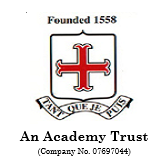 Founded 1558
TANT QUE JE PUIS
An Academy Trust
(Company No. 07697044)